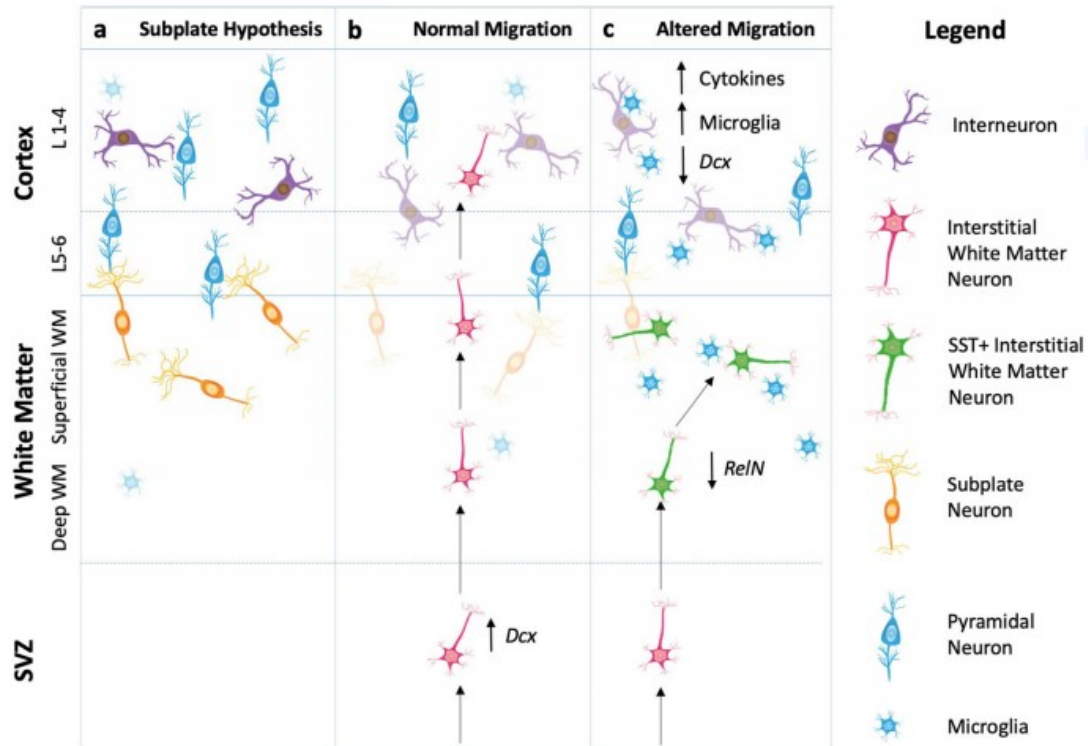 a Subplate Hypothesis
b Normal Migration
c Altered Migration
Legend
Cortex
L 1-4
L5-6
White Matter
Superficial WM
Deep WM
SVZ
Dcx
Cytokines
Microglia
Dcx
RelN
Interneuron
Interstitial
White Matter
Neuron
SST+ Interstitial
White Matter
Neuron
Subplate
Neuron
Pyramidal
Neuron
Microglia